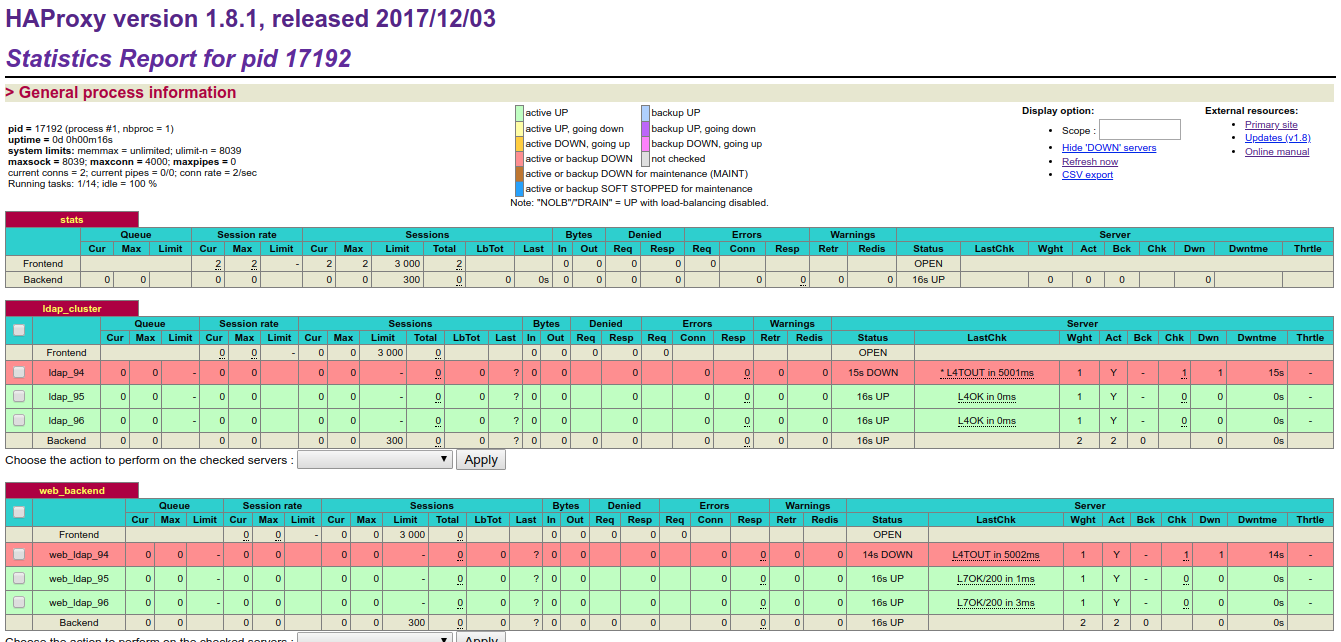 HAProxy version 1.8.1, released 2017/12/03
Statistics Report for pid 17192
> General process information
pid = 17192 (process #1, nbproc = 1)
uptime = 0d 0h00m16s
system limits: memmax = unlimited; ulimit-n = 8039
maxsock = 8039; maxconn = 4000; maxpipes = 0
current conns = 2; current pipes = 0/0; conn rate = 2/sec
Running tasks: 1/14; idle = 100 %
active UP backup UP
active UP, going down backup UP, going down
active DOWN, going up backup DOWN, going up
active or backup DOWN not checked
active or backup DOWN for maintenance (MAINT)
active or backup SOFT STOPPED for maintenance
Note: "NOLB"/"DRAIN" = UP with load-balancing disabled.
Display option:
• Scope :
• Hide 'DOWN' servers
• Refresh now
• CSV export
External resources:
• Primary site
• Updates (v1.8)
• Online manual
stats
Queue Session rate Sessions Bytes Denied Errors Warnings Server
Cur Max Limit Cur Max Limit Cur Max Limit Total LbTot Last In Out Req Resp Req Conn Resp Retr Redis Status LastChk Wght Act Bck Chk Dwn Dwntme Thrtle
Frontend 2 2 - 2 2 3 000 2 0 0 0 0 0 OPEN
Backend 0 0 0 0 0 0 300 0 0 0s 0 0 0 0 0 0 0 0 16s UP 0 0 0 0
ldap_cluster
Queue Session rate Sessions Bytes Denied Errors Warnings Server
Cur Max Limit Cur Max Limit Cur Max Limit Total LbTot Last In Out Req Resp Req Conn Resp Retr Redis Status LastChk Wght Act Bck Chk Dwn Dwntme Thrtle
Frontend 0 0 - 0 0 3 000 0 0 0 0 0 0 OPEN
ldap_94 0 0 - 0 0 0 0 - 0 0 ? 0 0 0 0 0 0 0 15s DOWN * L4TOUT in 5001ms 1 Y - 1 1 15s -
ldap_95 0 0 - 0 0 0 0 - 0 0 ? 0 0 0 0 0 0 0 16s UP L4OK in 0ms 1 Y - 0 0 0s -
ldap_96 0 0 - 0 0 0 0 - 0 0 ? 0 0 0 0 0 0 0 16s UP L4OK in 0ms 1 Y - 0 0 0s -
Backend 0 0 0 0 0 0 300 0 0 ? 0 0 0 0 0 0 0 0 16s UP 2 2 0 0 0s
Choose the action to perform on the checked servers : Apply
web_backend
Queue Session rate Sessions Bytes Denied Errors Warnings Server
Cur Max Limit Cur Max Limit Cur Max Limit Total LbTot Last In Out Req Resp Req Conn Resp Retr Redis Status LastChk Wght Act Bck Chk Dwn Dwntme Thrtle
Frontend 0 0 - 0 0 3 000 0 0 0 0 0 0 OPEN
web_ldap_94 0 0 - 0 0 0 0 - 0 0 ? 0 0 0 0 0 0 0 14s DOWN L4TOUT in 5002ms 1 Y - 1 1 14s -
web_ldap_95 0 0 - 0 0 0 0 - 0 0 ? 0 0 0 0 0 0 0 16s UP L7OK/200 in 1ms 1 Y - 0 0 0s -
web_ldap_96 0 0 - 0 0 0 0 - 0 0 ? 0 0 0 0 0 0 0 16s UP L7OK/200 in 3ms 1 Y - 0 0 0s -
Backend 0 0 0 0 0 0 300 0 0 ? 0 0 0 0 0 0 0 0 16s UP 2 2 0 0 0s
Choose the action to perform on the checked servers : Apply